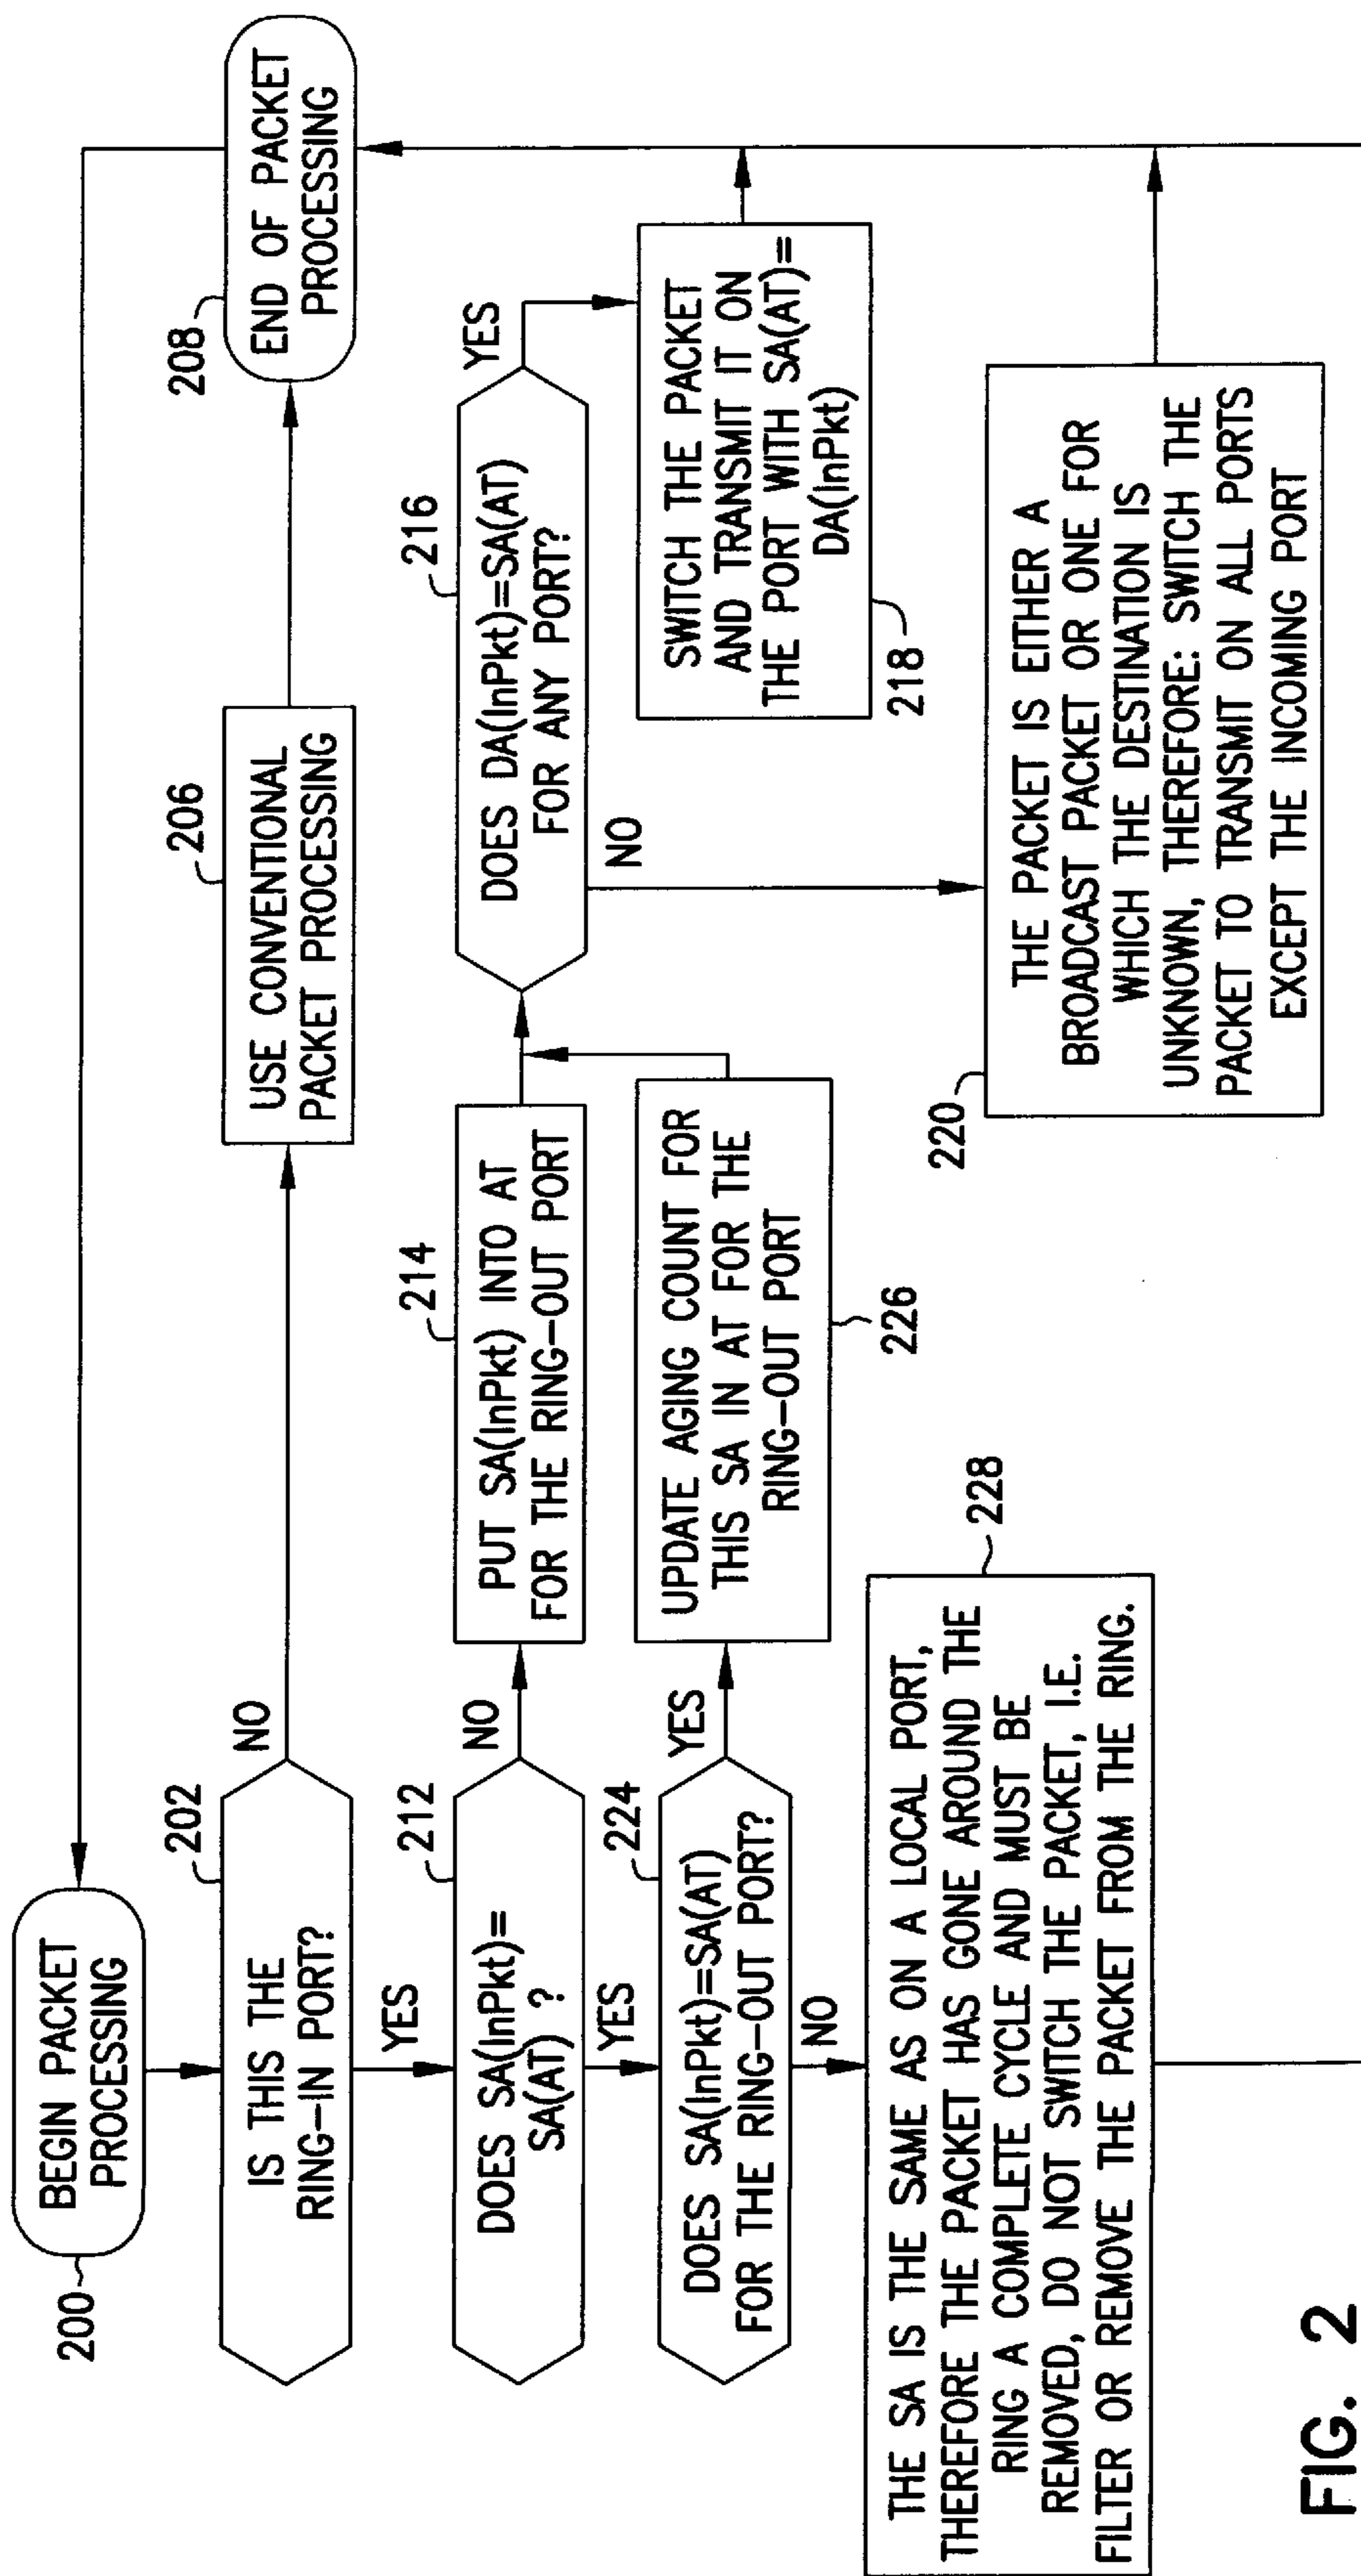 200
BEGIN PACKET
PROCESSING
202
IS THIS THE
RING-IN PORT?
NO
YES
206
USE CONVENTIONAL
PACKET PROCESSING
208
END OF PACKET
PROCESSING
212
DOES SA(InPkt)=
SA(AT) ?
NO
YES
214
PUT SA(InPkt) INTO AT
FOR THE RING-OUT PORT
216
DOES DA(InPkt)=SA(AT)
FOR ANY PORT?
YES
NO
SWITCH THE PACKET
AND TRANSMIT IT ON
THE PORT WITH SA(AT)=
DA(InPkt)
218
224
DOES SA(InPkt)=SA(AT)
FOR THE RING-OUT PORT?
YES
NO
UPDATE AGING COUNT FOR
THIS SA IN AT FOR THE
RING-OUT PORT
226
220
THE PACKET IS EITHER A
BROADCAST PACKET OR ONE FOR
WHICH THE DESTINATION IS
UNKNOWN, THEREFORE: SWITCH THE
PACKET TO TRANSMIT ON ALL PORTS
EXCEPT THE INCOMING PORT
228
THE SA IS THE SAME AS ON A LOCAL PORT,
THEREFORE THE PACKET HAS GONE AROUND THE
RING A COMPLETE CYCLE AND MUST BE
REMOVED, DO NOT SWITCH THE PACKET, I.E.
FILTER OR REMOVE THE PACKET FROM THE RING.
FIG. 2